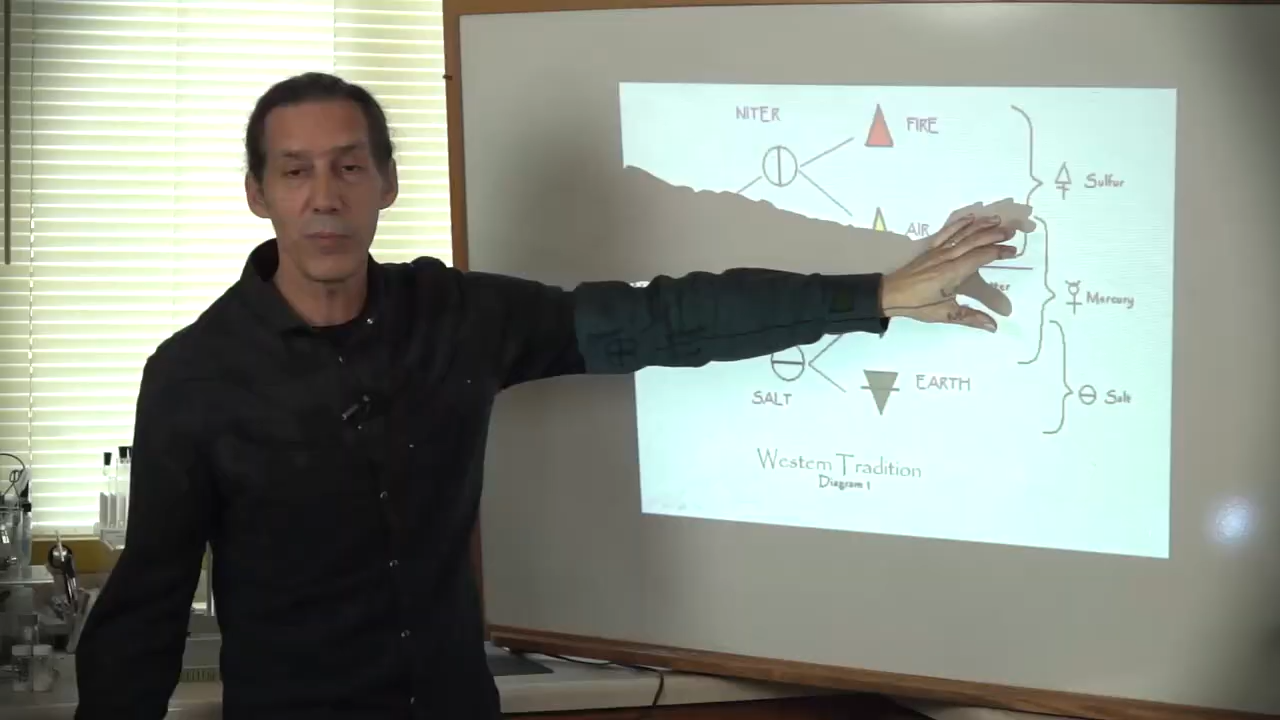 NITER
FIRE
Sulfur
AIR
Mercury
EARTH
SALT
Salt
Western Tradition
Diagram 1